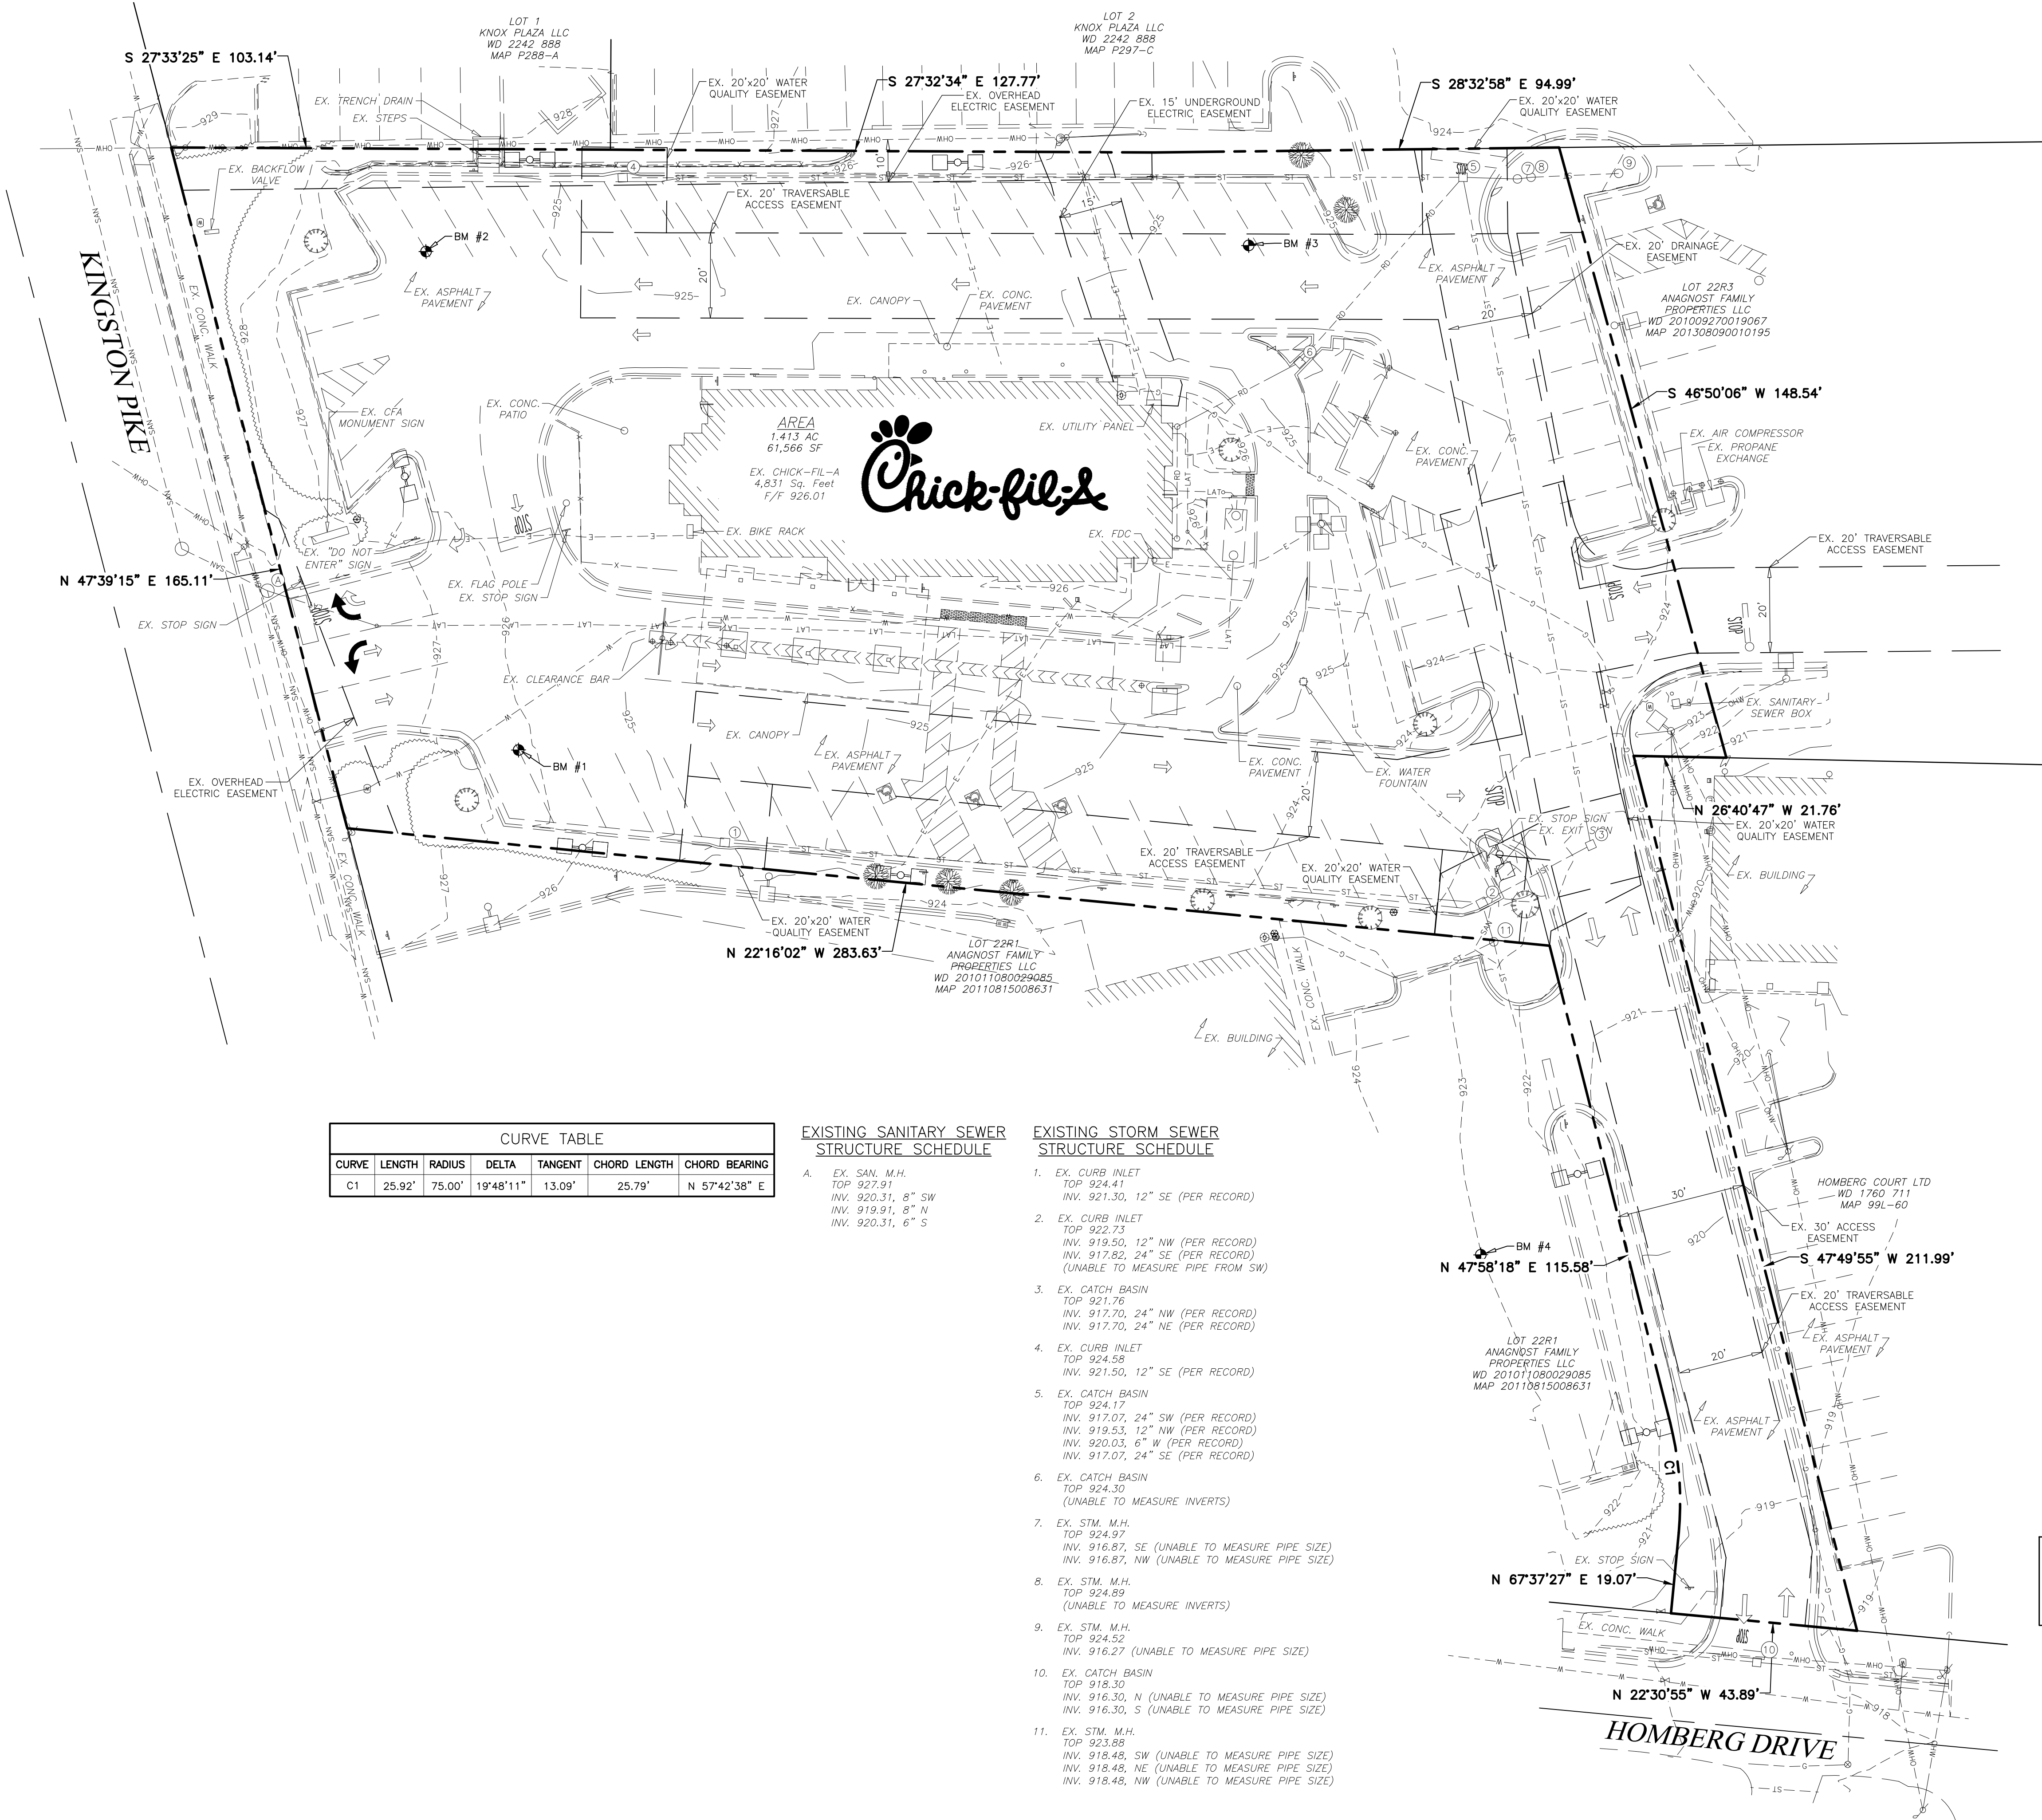 LOT 1
KNOX PLAZA LLC
WD 2242 888
MAP P288-A
LOT 2
KNOX PLAZA LLC
WD 2242 888
MAP P297-C
S 27°33'25" E 103.14'
S 27°32'34" E 127.77'
S 28°32'58" E 94.99'
EX. TRENCH DRAIN
EX. STEPS
EX. 20'x20' WATER
QUALITY EASEMENT
EX. OVERHEAD
ELECTRIC EASEMENT
EX. 15' UNDERGROUND
ELECTRIC EASEMENT
EX. 20'x20' WATER
QUALITY EASEMENT
EX. BACKFLOW
VALVE
EX. 20' TRAVERSABLE
ACCESS EASEMENT
BM #2
BM #3
EX. 20' DRAINAGE
EASEMENT
EX. ASPHALT
PAVEMENT
EX. ASPHALT
PAVEMENT
KINGSTON PIKE
EX. CONC. WALK
EX. CANOPY
EX. CONC.
PAVEMENT
LOT 22R3
ANAGNOST FAMILY
PROPERTIES LLC
WD 201009270019067
MAP 201308090010195
S 46°50'06" W 148.54'
EX. CFA
MONUMENT SIGN
EX. CONC.
PATIO
AREA
1.413 AC
61,566 SF
EX. CHICK-FIL-A
4,831 Sq. Feet
F/F 926.01
Chick-fil-A
EX. UTILITY PANEL
EX. CONC.
PAVEMENT
EX. AIR COMPRESSOR
EX. PROPANE
EXCHANGE
EX. BIKE RACK
EX. FDC
EX. "DO NOT
ENTER" SIGN
EX. FLAG POLE
EX. STOP SIGN
EX. 20' TRAVERSABLE
ACCESS EASEMENT
N 47°39'15" E 165.11'
EX. STOP SIGN
EX. CLEARANCE BAR
EX. CANOPY
EX. ASPHALT
PAVEMENT
EX. SANITARY
SEWER BOX
EX. CONC.
PAVEMENT
EX. WATER
FOUNTAIN
BM #1
EX. OVERHEAD
ELECTRIC EASEMENT
N 26°40'47" W 21.76'
EX. 20'x20' WATER
QUALITY EASEMENT
EX. STOP SIGN
EX. EXIT SIGN
EX. 20' TRAVERSABLE
ACCESS EASEMENT
EX. 20'x20' WATER
QUALITY EASEMENT
EX. BUILDING
EX. CONC. WALK
EX. 20'x20' WATER
QUALITY EASEMENT
N 22°16'02" W 283.63'
LOT 22R1
ANAGNOST FAMILY
PROPERTIES LLC
WD 201011080029085
MAP 20110815008631
EX. CONC. WALK
EX. BUILDING
CURVE TABLE
CURVE LENGTH RADIUS DELTA TANGENT CHORD LENGTH CHORD BEARING
C1 25.92' 75.00' 19°48'11" 13.09' 25.79' N 57°42'38" E
EXISTING SANITARY SEWER
STRUCTURE SCHEDULE
A. EX. SAN. M.H.
TOP 927.91
INV. 920.31, 8" SW
INV. 919.91, 8" N
INV. 920.31, 6" S
EXISTING STORM SEWER
STRUCTURE SCHEDULE
1. EX. CURB INLET
TOP 924.41
INV. 921.30, 12" SE (PER RECORD)
2. EX. CURB INLET
TOP 922.73
INV. 919.50, 12" NW (PER RECORD)
INV. 917.82, 24" SE (PER RECORD)
(UNABLE TO MEASURE PIPE FROM SW)
3. EX. CATCH BASIN
TOP 921.76
INV. 917.70, 24" NW (PER RECORD)
INV. 917.70, 24" NE (PER RECORD)
4. EX. CURB INLET
TOP 924.58
INV. 921.50, 12" SE (PER RECORD)
5. EX. CATCH BASIN
TOP 924.17
INV. 917.07, 24" SW (PER RECORD)
INV. 919.53, 12" NW (PER RECORD)
INV. 920.03, 6" W (PER RECORD)
INV. 917.07, 24" SE (PER RECORD)
6. EX. CATCH BASIN
TOP 924.30
(UNABLE TO MEASURE INVERTS)
7. EX. STM. M.H.
TOP 924.97
INV. 916.87, SE (UNABLE TO MEASURE PIPE SIZE)
INV. 916.87, NW (UNABLE TO MEASURE PIPE SIZE)
8. EX. STM. M.H.
TOP 924.89
(UNABLE TO MEASURE INVERTS)
9. EX. STM. M.H.
TOP 924.52
INV. 916.27 (UNABLE TO MEASURE PIPE SIZE)
10. EX. CATCH BASIN
TOP 918.30
INV. 916.30, N (UNABLE TO MEASURE PIPE SIZE)
INV. 916.30, S (UNABLE TO MEASURE PIPE SIZE)
11. EX. STM. M.H.
TOP 923.88
INV. 918.48, SW (UNABLE TO MEASURE PIPE SIZE)
INV. 918.48, NE (UNABLE TO MEASURE PIPE SIZE)
INV. 918.48, NW (UNABLE TO MEASURE PIPE SIZE)
HOMBERG COURT LTD
WD 1760 711
MAP 99L-60
30'
EX. 30' ACCESS
EASEMENT
BM #4
N 47°58'18" E 115.58'
S 47°49'55" W 211.99'
EX. 20' TRAVERSABLE
ACCESS EASEMENT
EX. ASPHALT
PAVEMENT
20'
LOT 22R1
ANAGNOST FAMILY
PROPERTIES LLC
WD 201011080029085
MAP 20110815008631
EX. ASPHALT
PAVEMENT
C1
EX. STOP SIGN
N 67°37'27" E 19.07'
EX. CONC. WALK
STOP
N 22°30'55" W 43.89'
HOMBERG DRIVE